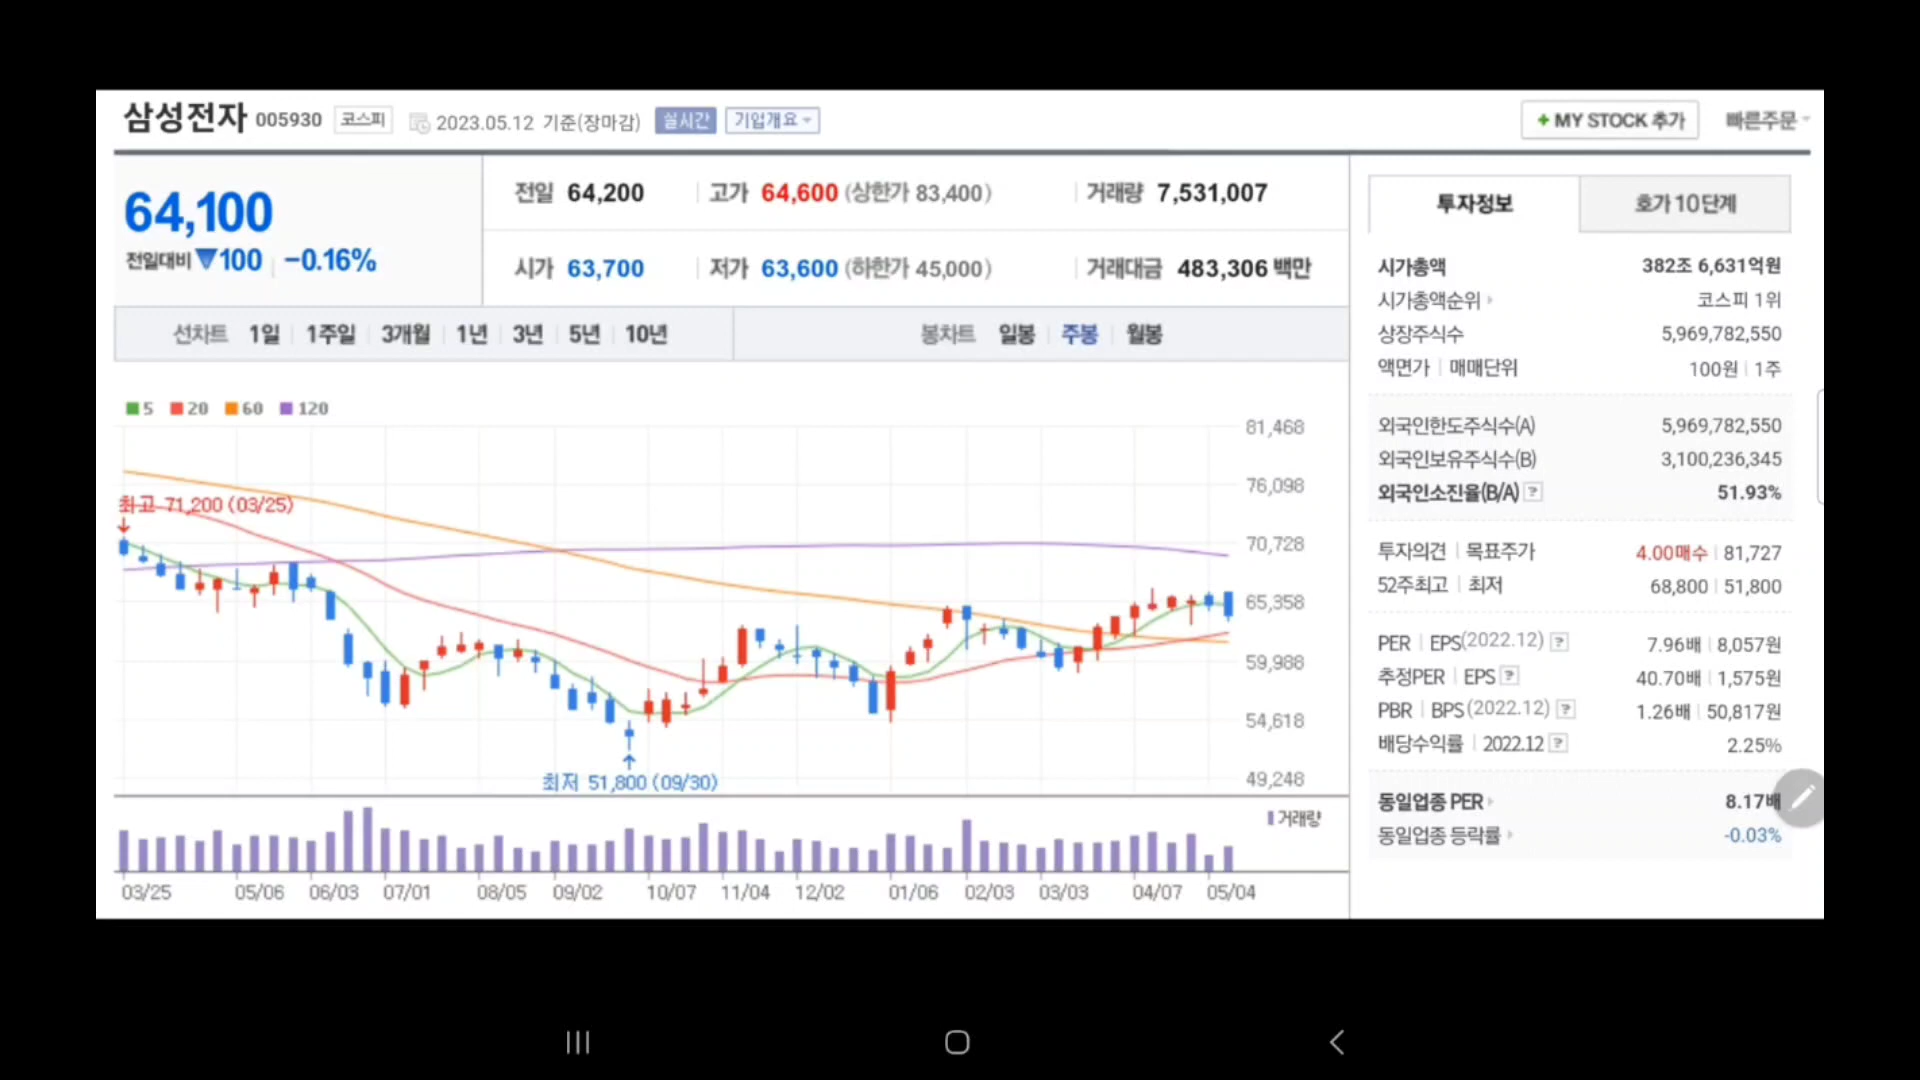 삼성전자 005930 코스피 2023.05.12 기준(장마감) 실시간 기업개요
+ MY STOCK 추가 빠른주문
64,100
전일대비 ▼100 -0.16%
전일 64,200 고가 64,600 (상한가 83,400) 거래량 7,531,007
시가 63,700 저가 63,600 (하한가 45,000) 거래대금 483,306 백만
선차트 1일 1주일 3개월 1년 3년 5년 10년 봉차트 일봉 주봉 월봉
5 20 60 120
81,468
76,098
최고 71,200 (03/25)
70,728
65,358
59,988
54,618
49,248
최저 51,800 (09/30)
거래량
03/25 05/06 06/03 07/01 08/05 09/02 10/07 11/04 12/02 01/06 02/03 03/03 04/07 05/04
투자정보 호가 10단계
시가총액 382조 6,631억원
시가총액순위 코스피 1위
상장주식수 5,969,782,550
액면가 | 매매단위 100원 | 1주
외국인한도주식수(A) 5,969,782,550
외국인보유주식수(B) 3,100,236,345
외국인소진율(B/A) ? 51.93%
투자의견 | 목표주가 4.00매수 | 81,727
52주최고 | 최저 68,800 | 51,800
PER | EPS(2022.12) ? 7.96배 | 8,057원
추정PER | EPS ? 40.70배 | 1,575원
PBR | BPS (2022.12) ? 1.26배 | 50,817원
배당수익률 | 2022.12 ? 2.25%
동일업종 PER 8.17배
동일업종 등락률 -0.03%